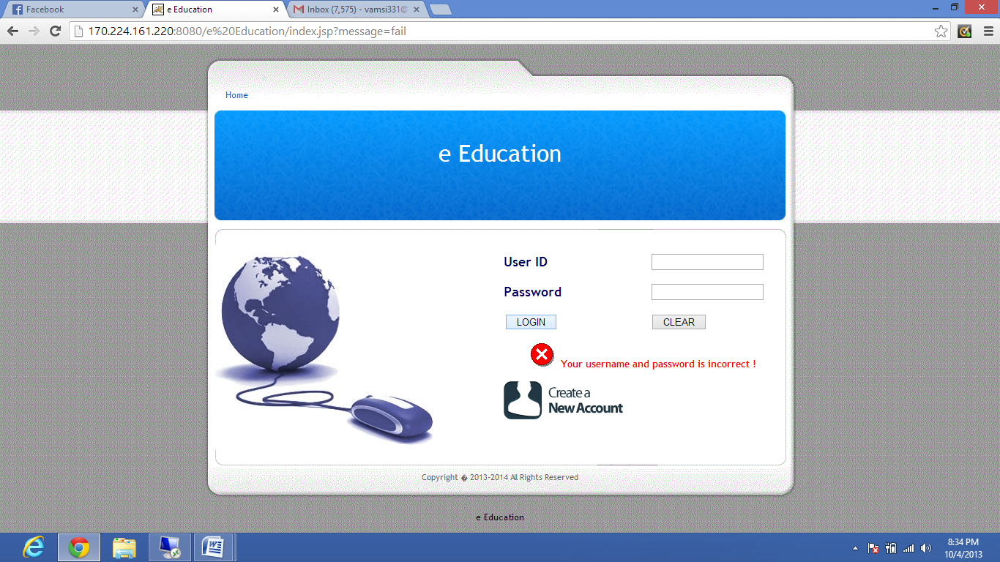 Facebook
e Education
Inbox (7,575) - vamsi331@
170.224.161.220:8080/e%20Education/index.jsp?message=fail
Home
e Education
User ID
Password
LOGIN CLEAR
Your username and password is incorrect !
Create a
New Account
Copyright � 2013-2014 All Rights Reserved
e Education
8:34 PM
10/4/2013